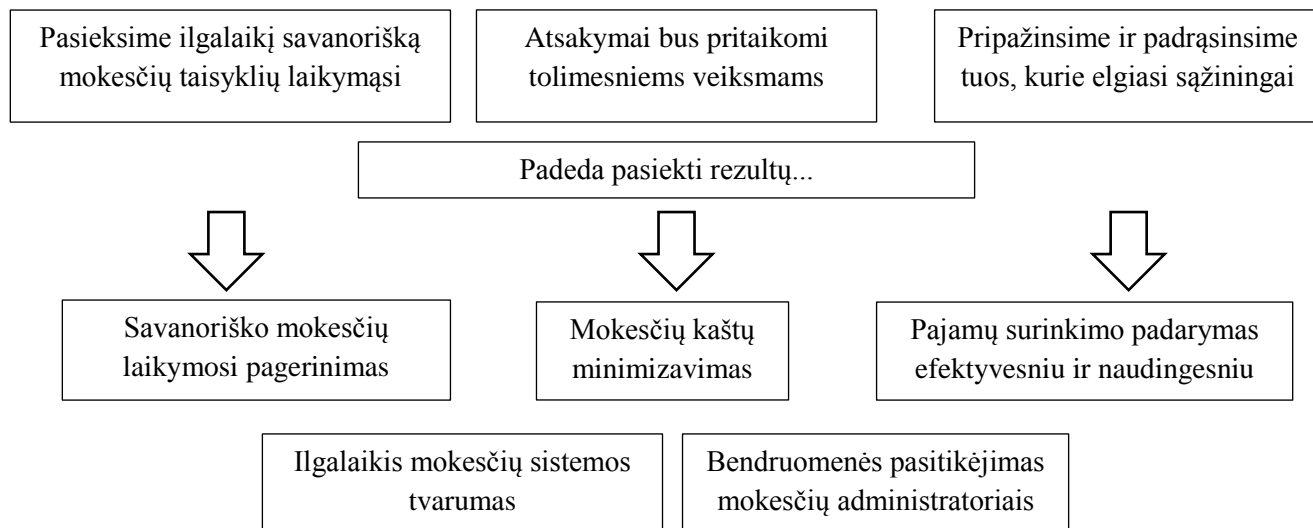 Pasieksime ilgalaikį savanorišką
mokesčių taisyklių laikymąsi
Atsakymai bus pritaikomi
tolimesniems veiksmams
Pripažinsime ir padrąsinsime
tuos, kurie elgiasi sąžiningai
Padeda pasiekti rezultų...
Savanoriško mokesčių
laikymosi pagerinimas
Mokesčių kaštų
minimizavimas
Pajamų surinkimo padarymas
efektyvesniu ir naudingesniu
Ilgalaikis mokesčių sistemos
tvarumas
Bendruomenės pasitikėjimas
mokesčių administratoriais